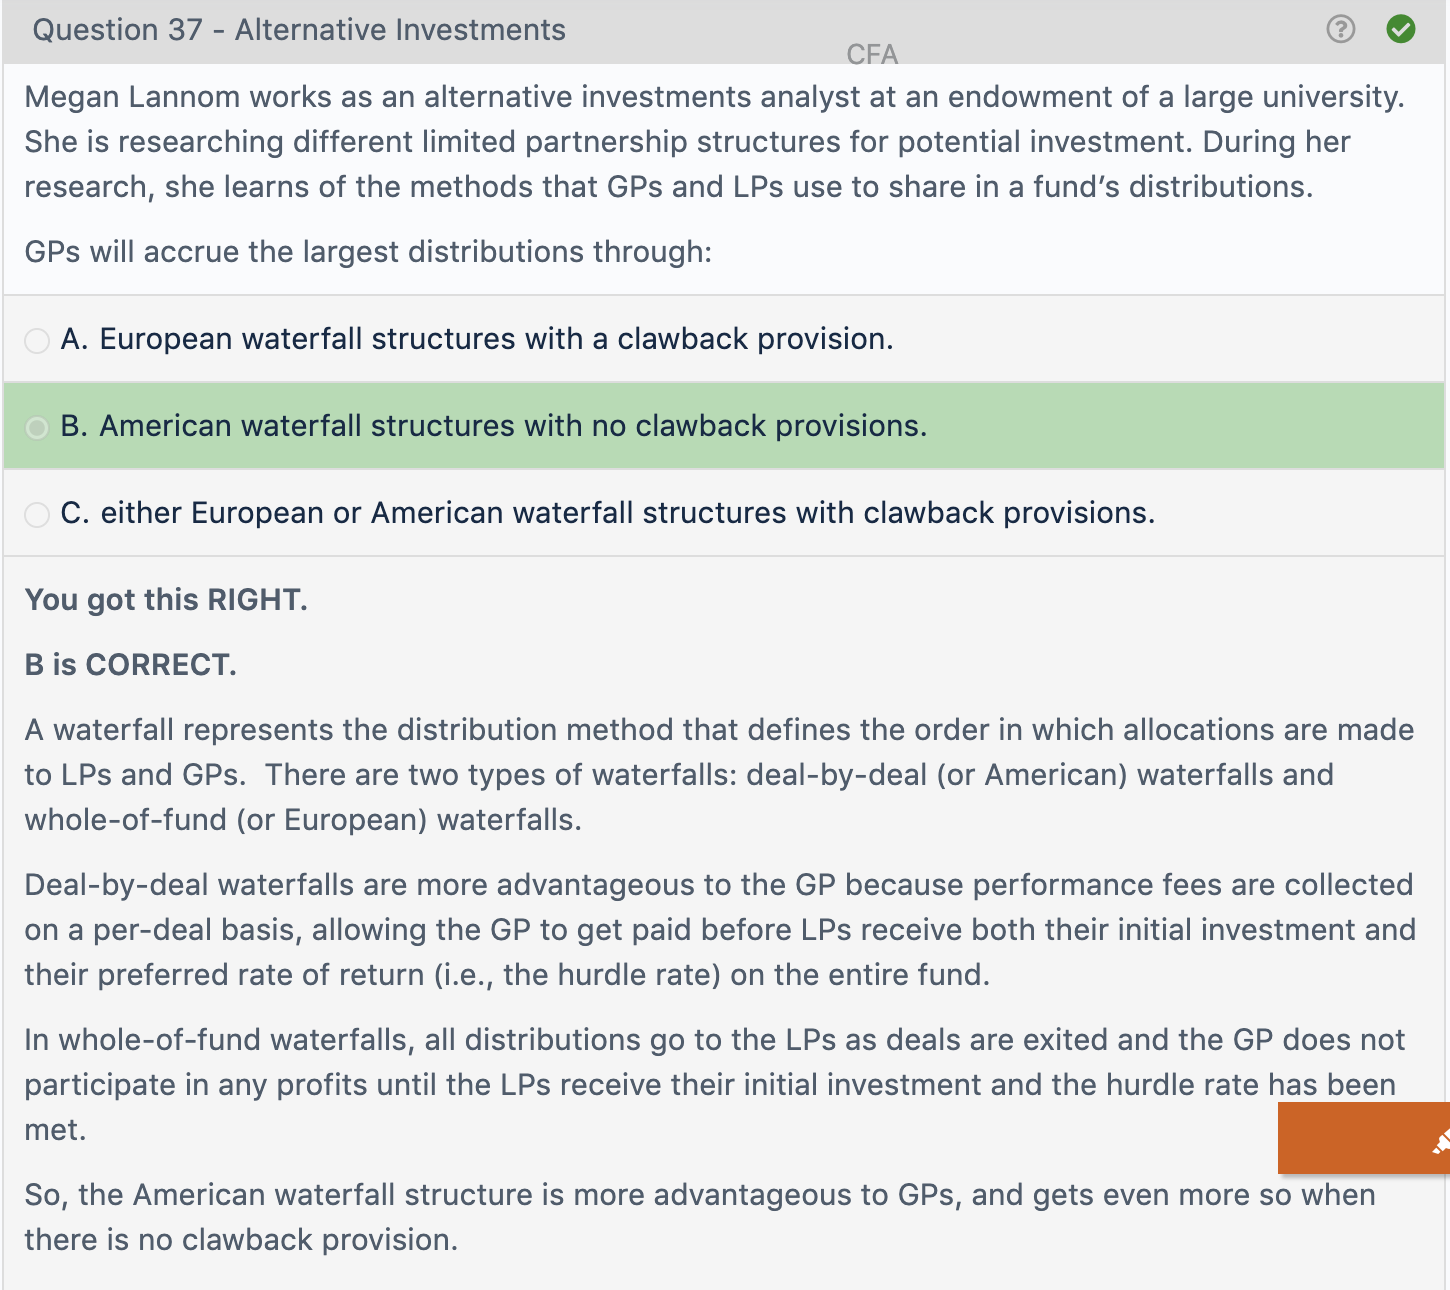 Question 37 - Alternative Investments
CFA
Megan Lannom works as an alternative investments analyst at an endowment of a large university.
She is researching different limited partnership structures for potential investment. During her
research, she learns of the methods that GPs and LPs use to share in a fund’s distributions.
GPs will accrue the largest distributions through:
A. European waterfall structures with a clawback provision.
B. American waterfall structures with no clawback provisions.
C. either European or American waterfall structures with clawback provisions.
You got this RIGHT.
B is CORRECT.
A waterfall represents the distribution method that defines the order in which allocations are made
to LPs and GPs.  There are two types of waterfalls: deal-by-deal (or American) waterfalls and
whole-of-fund (or European) waterfalls.
Deal-by-deal waterfalls are more advantageous to the GP because performance fees are collected
on a per-deal basis, allowing the GP to get paid before LPs receive both their initial investment and
their preferred rate of return (i.e., the hurdle rate) on the entire fund.
In whole-of-fund waterfalls, all distributions go to the LPs as deals are exited and the GP does not
participate in any profits until the LPs receive their initial investment and the hurdle rate has been
met.
So, the American waterfall structure is more advantageous to GPs, and gets even more so when
there is no clawback provision.